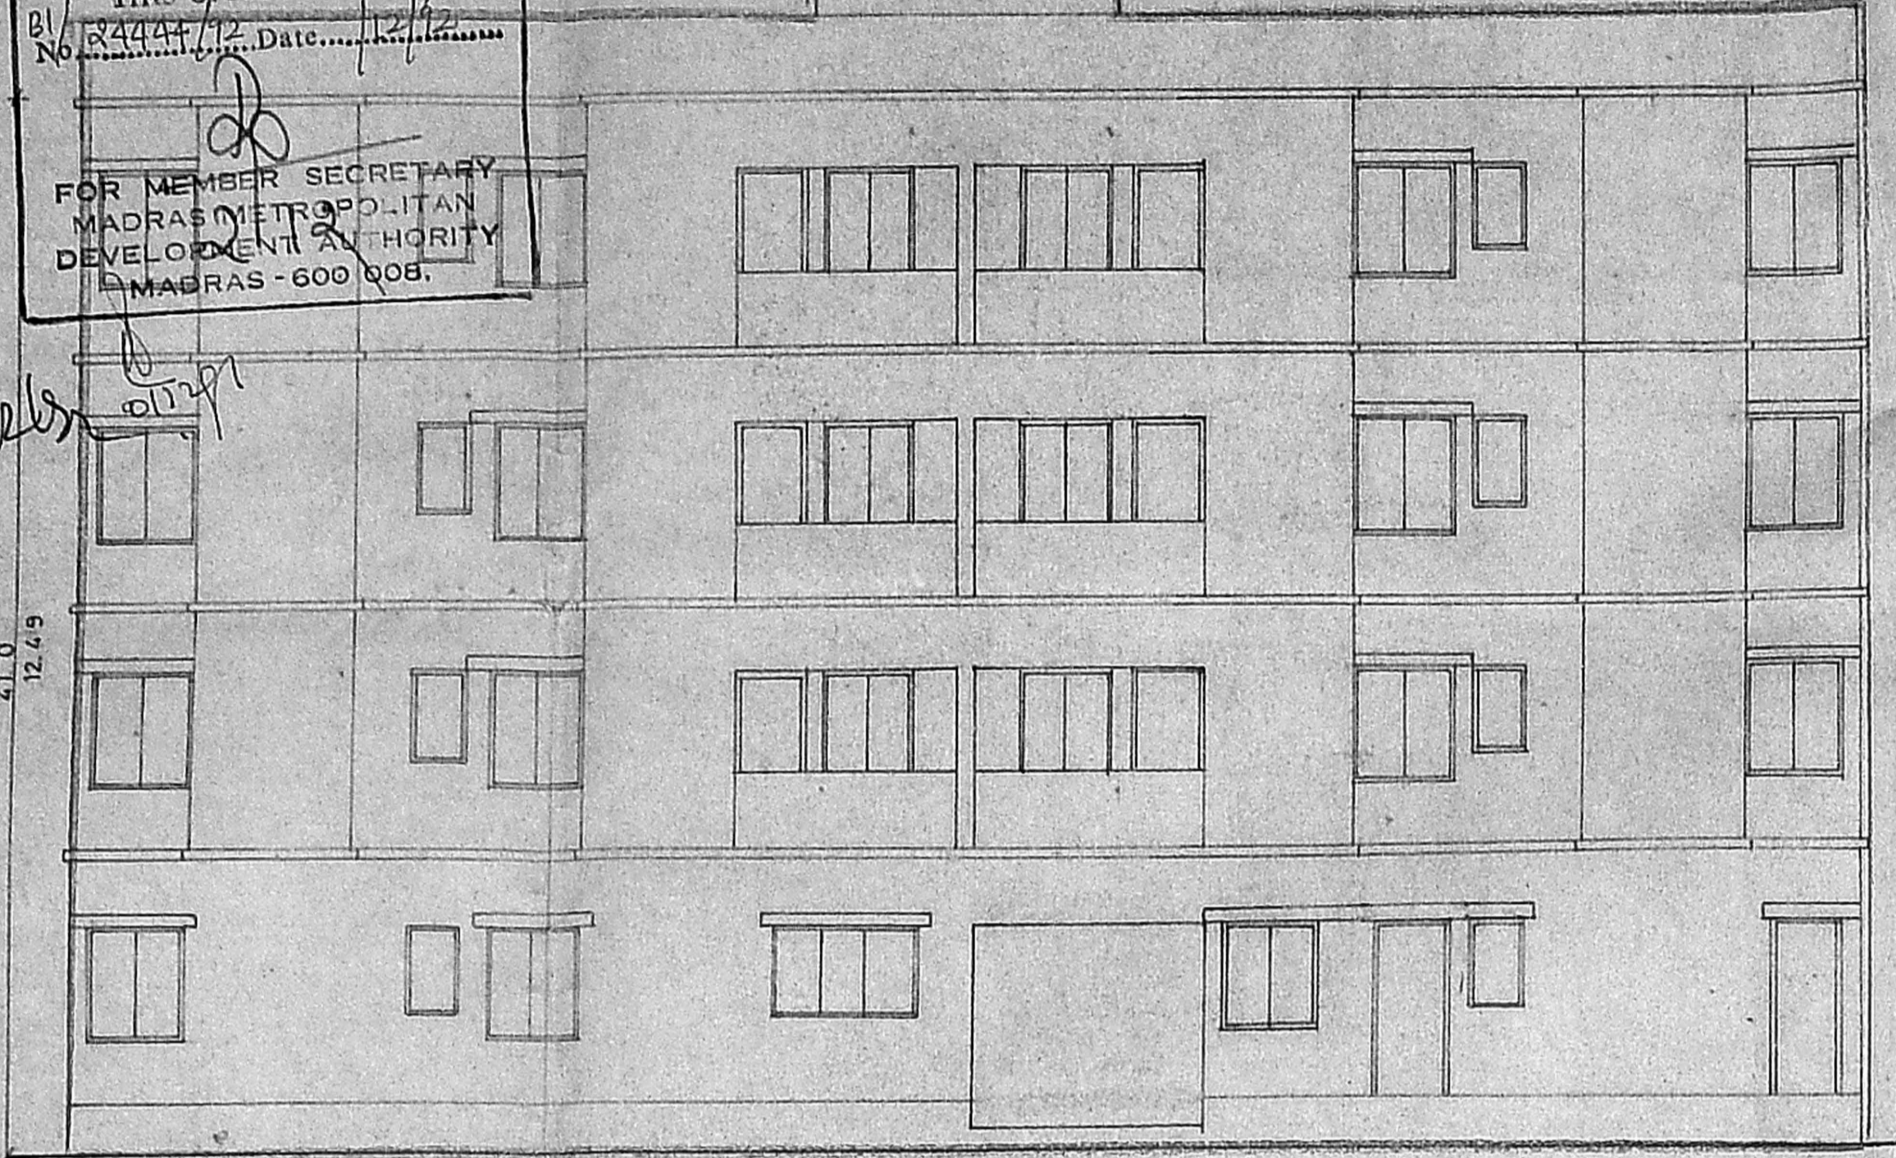 B1/
No. 24444/92 Date.......12/92
FOR MEMBER SECRETARY
MADRAS METROPOLITAN
DEVELOPMENT AUTHORITY
MADRAS - 600 008.
12.49